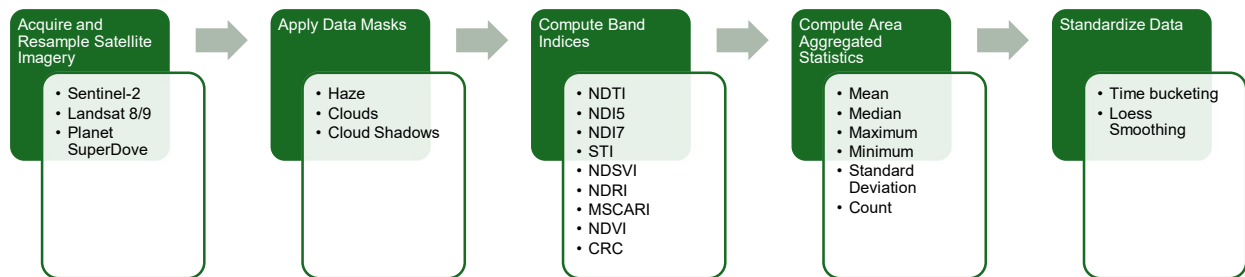 Acquire and
Resample Satellite
Imagery
• Sentinel-2
• Landsat 8/9
• Planet
SuperDove
Apply Data Masks
• Haze
• Clouds
• Cloud Shadows
Compute Band
Indices
• NDTI
• NDI5
• NDI7
• STI
• NDSVI
• NDRI
• MSCARI
• NDVI
• CRC
Compute Area
Aggregated
Statistics
• Mean
• Median
• Maximum
• Minimum
• Standard
Deviation
• Count
Standardize Data
• Time bucketing
• Loess
Smoothing